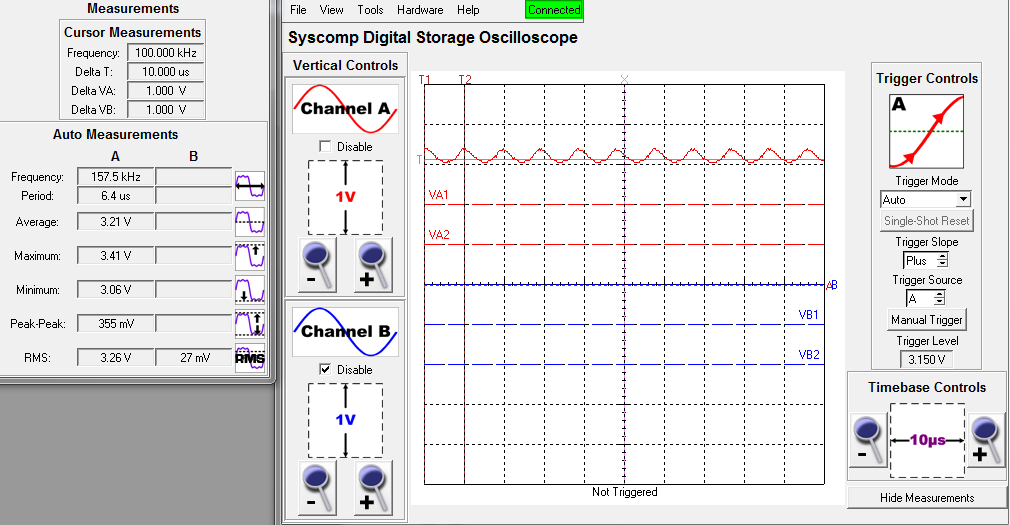 Measurements
Cursor Measurements
Frequency: 100.000 kHz
Delta T: 10.000 us
Delta VA: 1.000 V
Delta VB: 1.000 V
Auto Measurements
A B
Frequency: 157.5 kHz
Period: 6.4 us
Average: 3.21 V
Maximum: 3.41 V
Minimum: 3.06 V
Peak-Peak: 355 mV
RMS: 3.26 V 27 mV RMS
File View Tools Hardware Help Connected
Syscomp Digital Storage Oscilloscope
Vertical Controls
Channel A
Disable
1V
- +
Channel B
Disable
1V
- +
T1 T2 X
T
VA1
VA2
A B
VB1
VB2
Not Triggered
Trigger Controls
A
Trigger Mode
Auto
Single-Shot Reset
Trigger Slope
Plus
Trigger Source
A
Manual Trigger
Trigger Level
3.150 V
Timebase Controls
10µs
- +
Hide Measurements